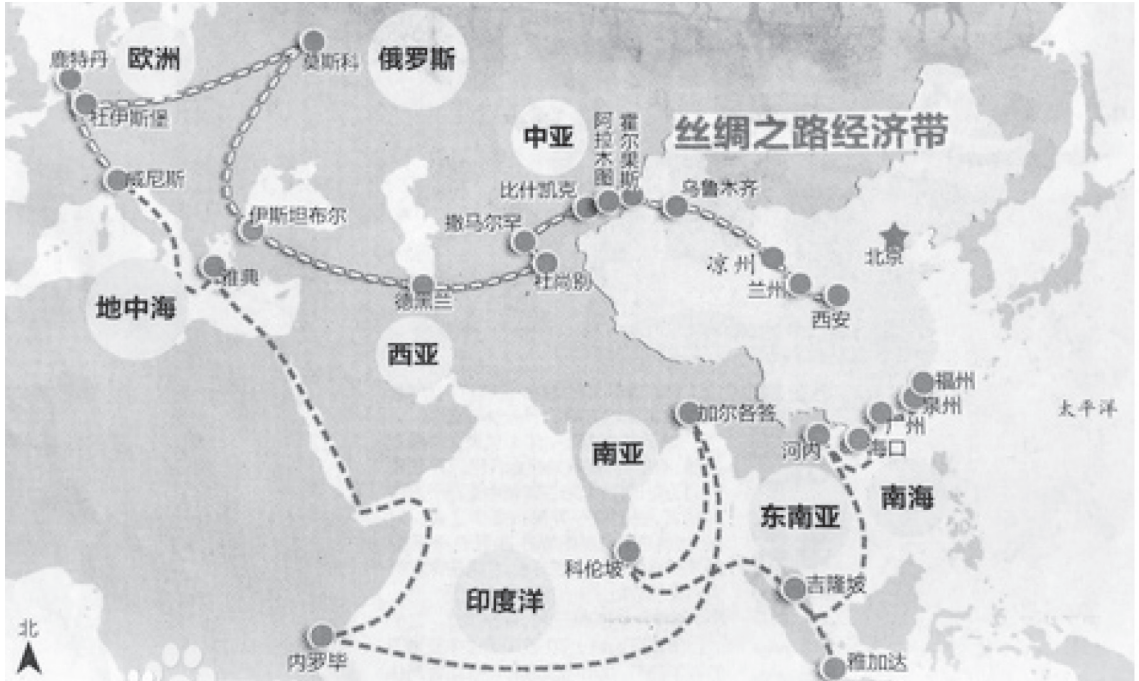 鹿特丹
欧洲
莫斯科
俄罗斯
杜伊斯堡
中亚
阿拉木图
霍尔果斯
丝绸之路经济带
威尼斯
比什凯克
乌鲁木齐
伊斯坦布尔
撒马尔罕
雅典
杜尚别
凉州
北京
德黑兰
兰州
地中海
西安
西亚
福州
加尔各答
泉州
太平洋
广州
南亚
河内
海口
东南亚
南海
科伦坡
吉隆坡
印度洋
北
内罗毕
雅加达